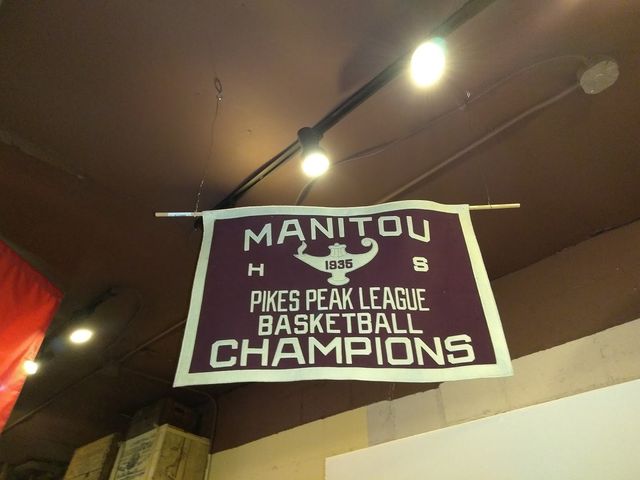 MANITOU
H 1935 S
PIKES PEAK LEAGUE
BASKETBALL
CHAMPIONS